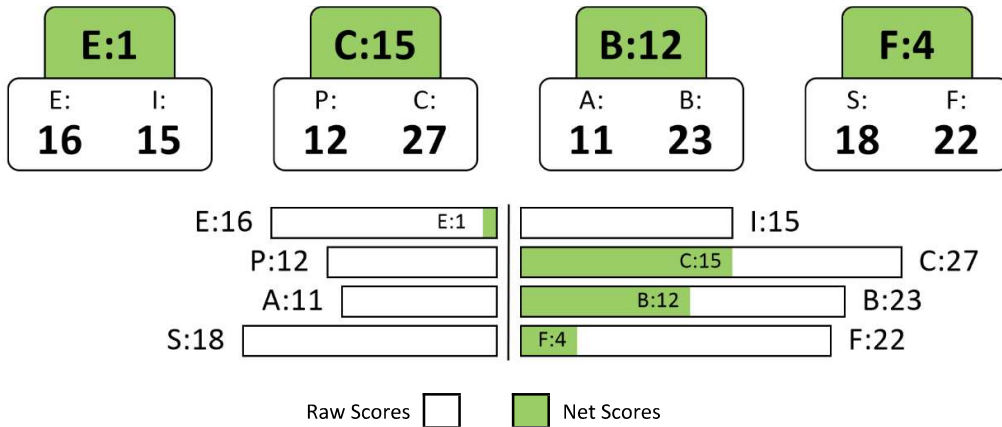 E:1 C:15 B:12 F:4
E: I: P: C: A: B: S: F:
16 15 12 27 11 23 18 22
E:16 E:1 I:15
P:12 C:15 C:27
A:11 B:12 B:23
S:18 F:4 F:22
Raw Scores Net Scores